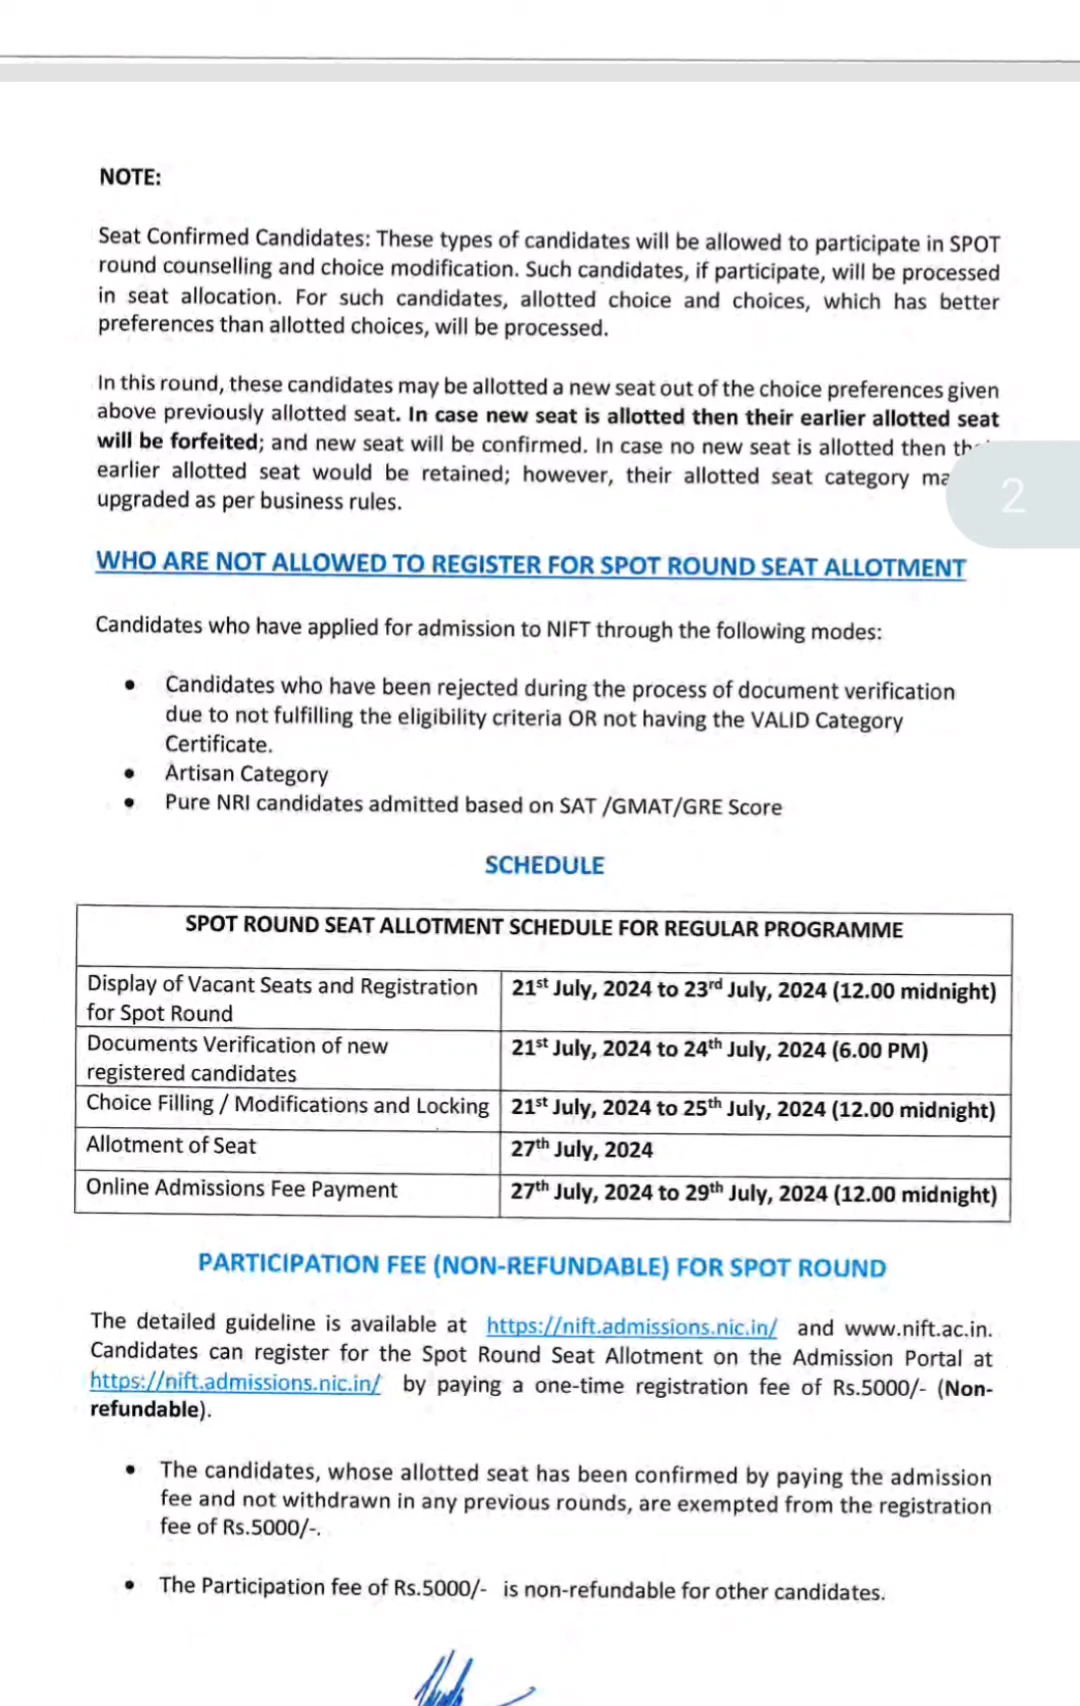 NOTE:
Seat Confirmed Candidates: These types of candidates will be allowed to participate in SPOT
round counselling and choice modification. Such candidates, if participate, will be processed
in seat allocation. For such candidates, allotted choice and choices, which has better
preferences than allotted choices, will be processed.
In this round, these candidates may be allotted a new seat out of the choice preferences given
above previously allotted seat. In case new seat is allotted then their earlier allotted seat
will be forfeited; and new seat will be confirmed. In case no new seat is allotted then
earlier allotted seat would be retained; however, their allotted seat category
upgraded as per business rules.
2
WHO ARE NOT ALLOWED TO REGISTER FOR SPOT ROUND SEAT ALLOTMENT
Candidates who have applied for admission to NIFT through the following modes:
• Candidates who have been rejected during the process of document verification
due to not fulfilling the eligibility criteria OR not having the VALID Category
Certificate.
• Artisan Category
• Pure NRI candidates admitted based on SAT /GMAT/GRE Score
SCHEDULE
SPOT ROUND SEAT ALLOTMENT SCHEDULE FOR REGULAR PROGRAMME
Display of Vacant Seats and Registration
for Spot Round
21st July, 2024 to 23rd July, 2024 (12.00 midnight)
Documents Verification of new
registered candidates
21st July, 2024 to 24th July, 2024 (6.00 PM)
Choice Filling / Modifications and Locking
21st July, 2024 to 25th July, 2024 (12.00 midnight)
Allotment of Seat
27th July, 2024
Online Admissions Fee Payment
27th July, 2024 to 29th July, 2024 (12.00 midnight)
PARTICIPATION FEE (NON-REFUNDABLE) FOR SPOT ROUND
The detailed guideline is available at https://nift.admissions.nic.in/ and www.nift.ac.in.
Candidates can register for the Spot Round Seat Allotment on the Admission Portal at
https://nift.admissions.nic.in/ by paying a one-time registration fee of Rs.5000/- (Non-
refundable).
• The candidates, whose allotted seat has been confirmed by paying the admission
fee and not withdrawn in any previous rounds, are exempted from the registration
fee of Rs.5000/-.
• The Participation fee of Rs.5000/- is non-refundable for other candidates.